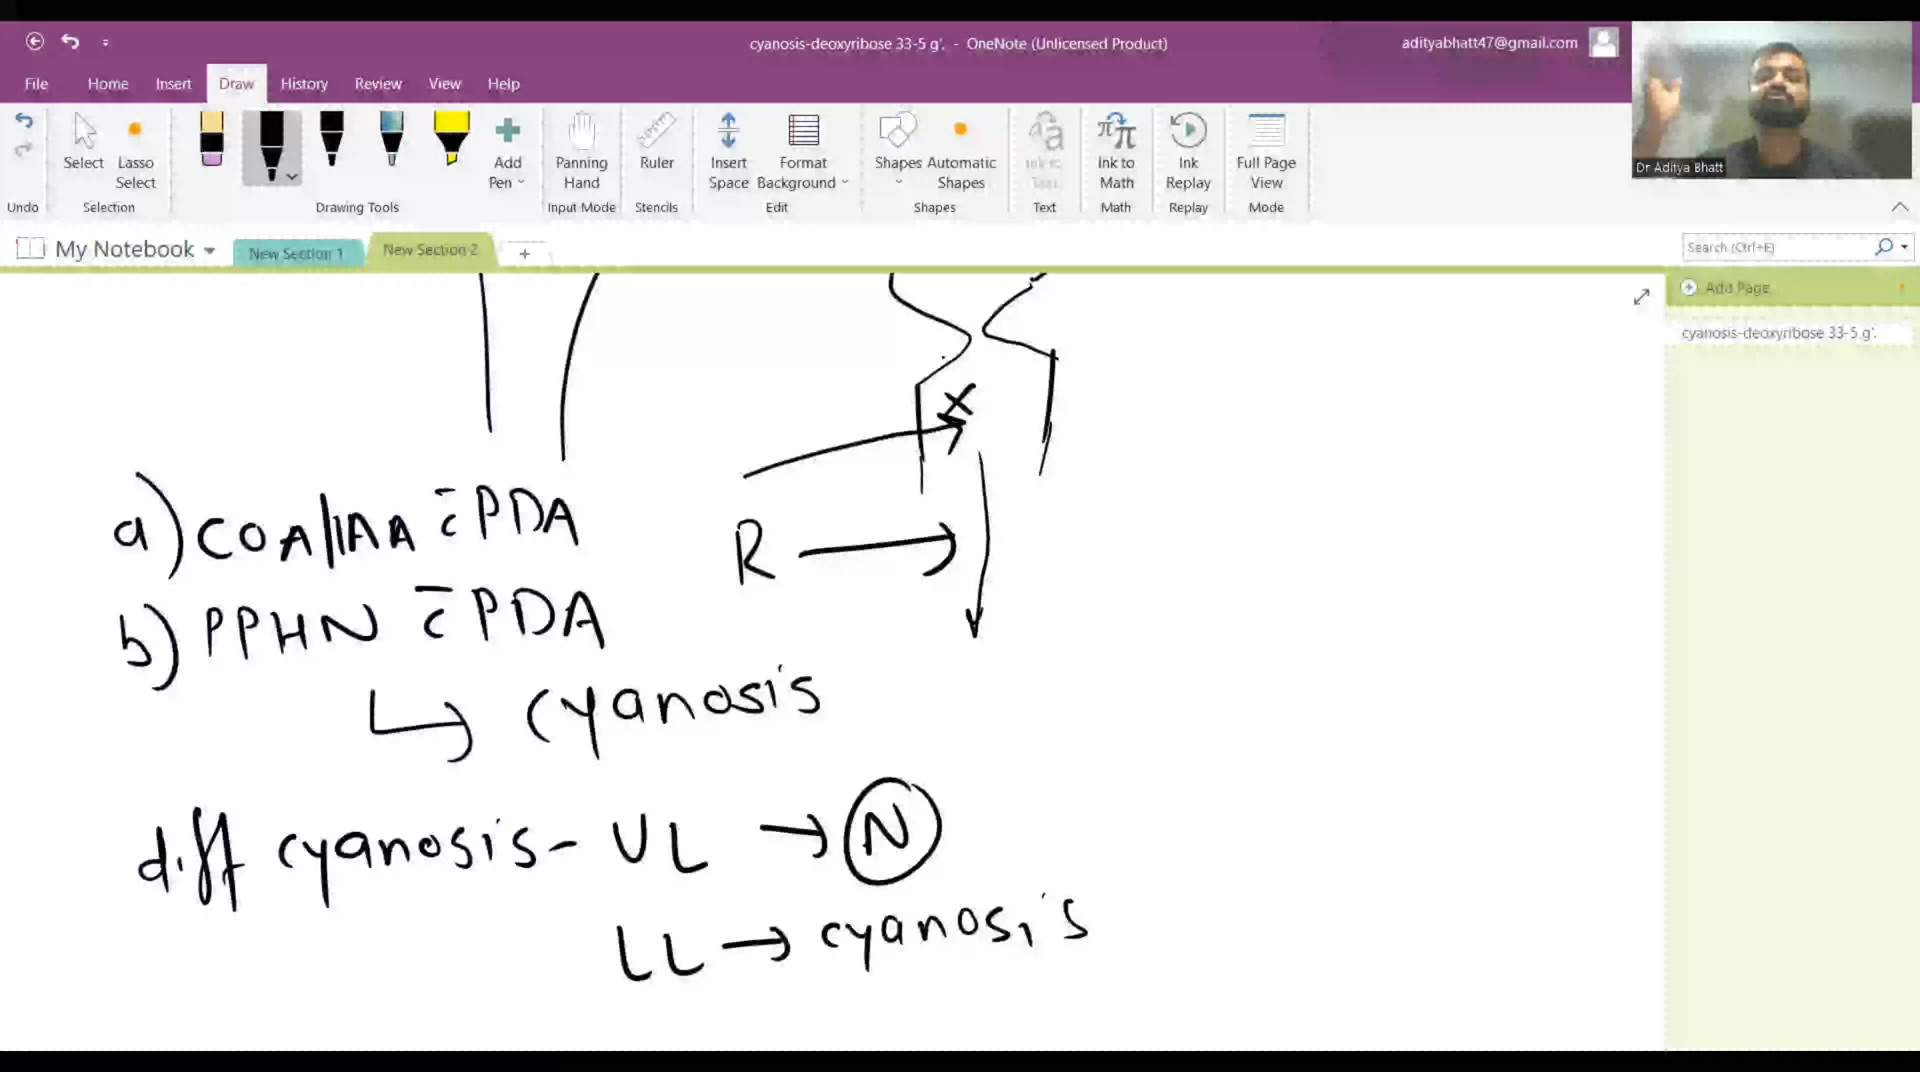 cyanosis-deoxyribose 33-5 g'. - OneNote (Unlicensed Product)
adityabhatt47@gmail.com
File Home Insert Draw History Review View Help
Select Lasso Select
Add Pen
Panning Hand
Ruler
Insert Space
Format Background
Shapes Automatic Shapes
Ink to Text
Ink to Math
Ink Replay
Full Page View
Undo Selection Drawing Tools Input Mode Stencils Edit Shapes Text Math Replay Mode
Dr Aditya Bhatt
My Notebook New Section 1 New Section 2 +
Search (Ctrl+E)
Add Page
cyanosis-deoxyribose 33-5 g'.
X
a) COA/IAA c̄ PDA
R
b) PPHN c̄ PDA
cyanosis
diff cyanosis- UL → N
LL → cyanosis